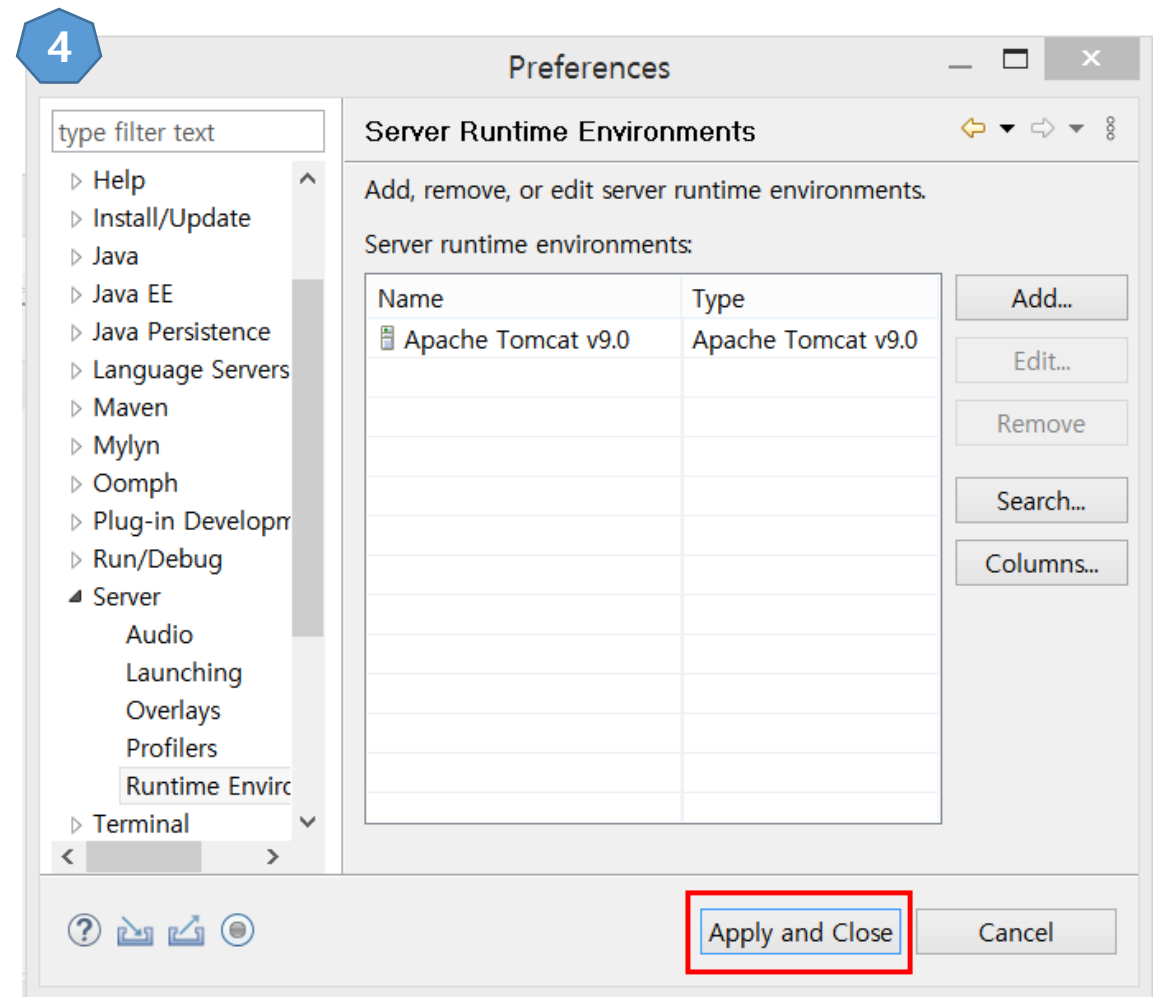 4
Preferences
type filter text
Server Runtime Environments
Help
Install/Update
Java
Java EE
Java Persistence
Language Servers
Maven
Mylyn
Oomph
Plug-in Developm
Run/Debug
Server
Audio
Launching
Overlays
Profilers
Runtime Enviro
Terminal
Add, remove, or edit server runtime environments.
Server runtime environments:
Name Type
Apache Tomcat v9.0 Apache Tomcat v9.0
Add...
Edit...
Remove
Search...
Columns...
Apply and Close Cancel